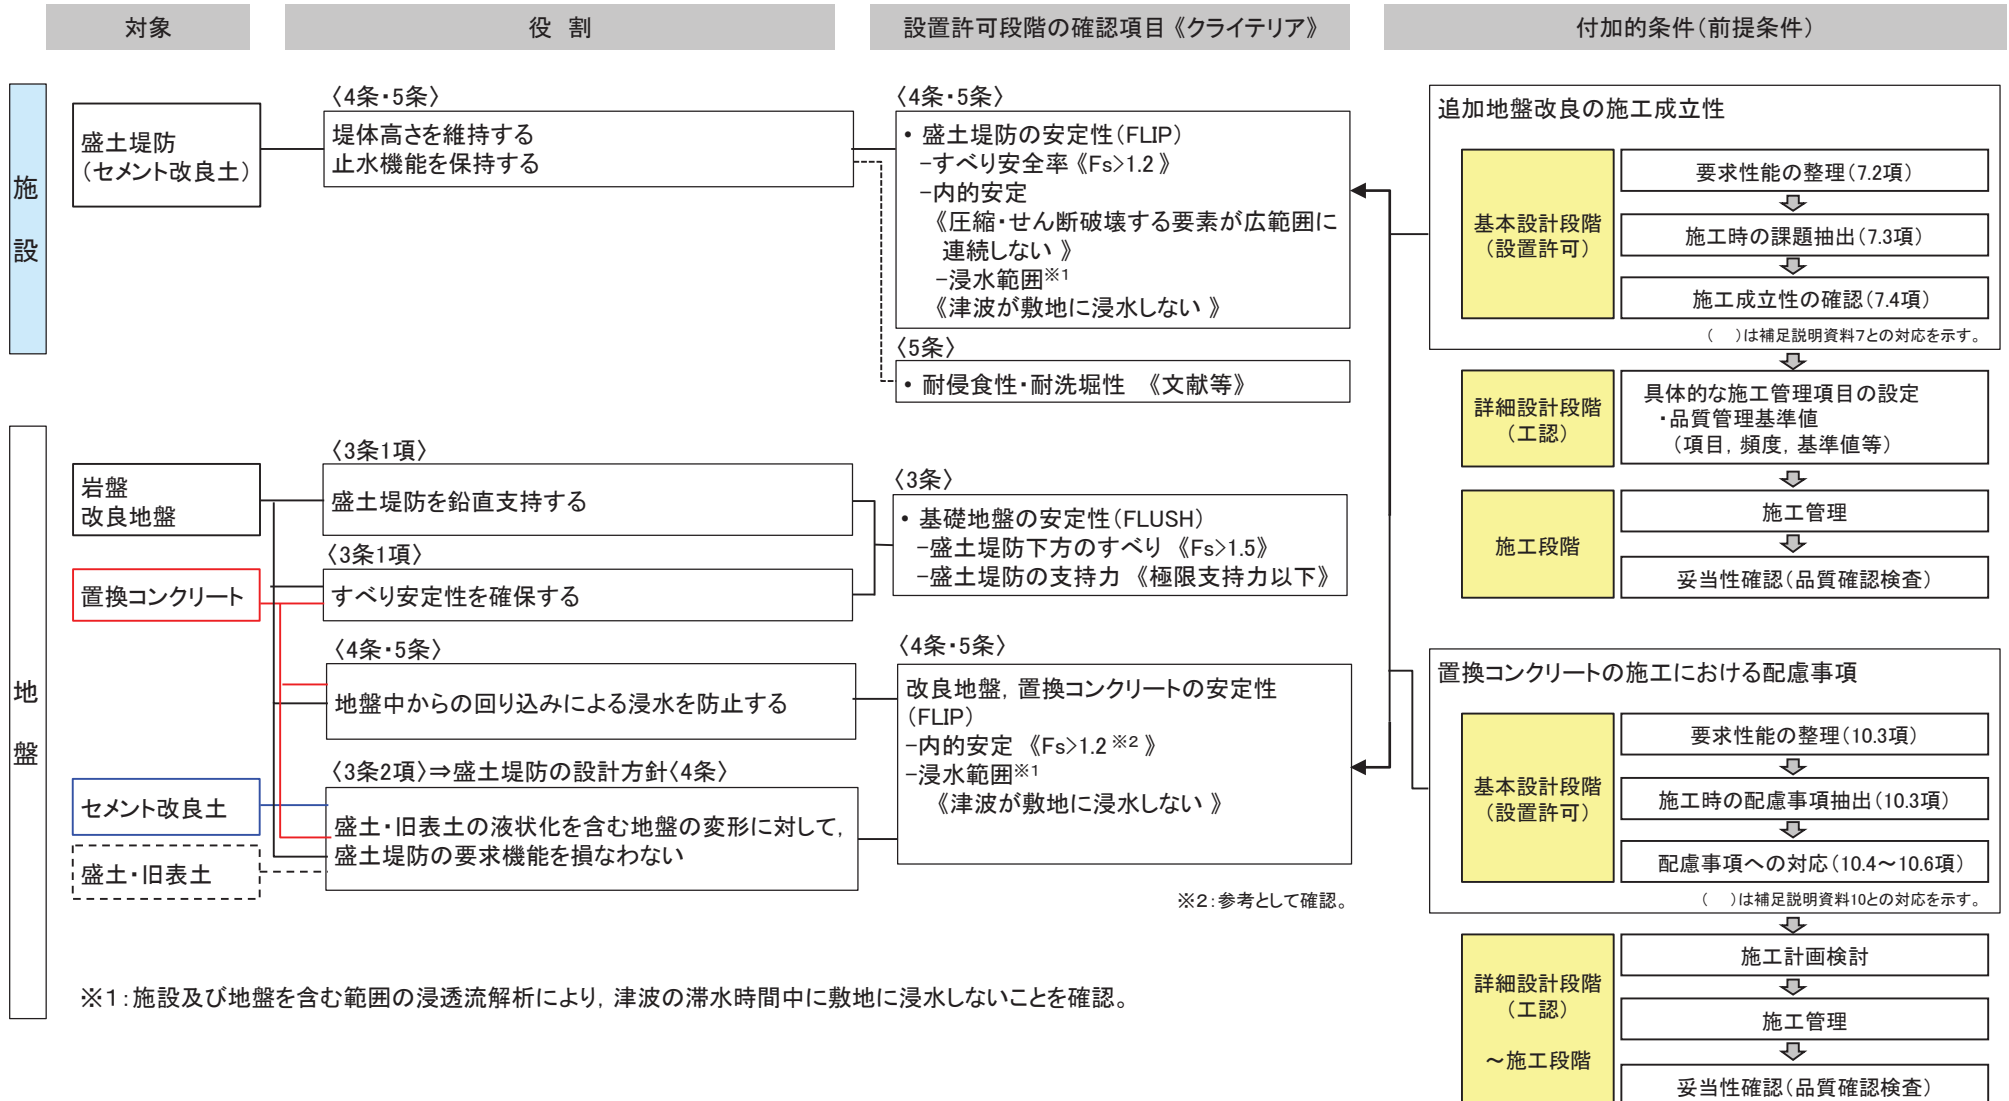 対象
役 割
設置許可段階の確認項目《クライテリア》
付加的条件(前提条件)
施
設
盛土堤防
(セメント改良土)
〈4条・5条〉
堤体高さを維持する
止水機能を保持する
〈4条・5条〉
・ 盛土堤防の安定性(FLIP)
−すべり安全率《Fs>1.2 》
−内的安定
《圧縮・せん断破壊する要素が広範囲に
連続しない 》
−浸水範囲※1
《津波が敷地に浸水しない 》
〈5条〉
・ 耐侵食性・耐洗堀性 《文献等》
地
盤
岩盤
改良地盤
置換コンクリート
セメント改良土
盛土・旧表土
〈3条1項〉
盛土堤防を鉛直支持する
〈3条1項〉
すべり安定性を確保する
〈4条・5条〉
地盤中からの回り込みによる浸水を防止する
〈3条2項〉⇒盛土堤防の設計方針〈4条〉
盛土・旧表土の液状化を含む地盤の変形に対して,
盛土堤防の要求機能を損なわない
〈3条〉
・ 基礎地盤の安定性(FLUSH)
−盛土堤防下方のすべり 《Fs>1.5》
−盛土堤防の支持力 《極限支持力以下》
〈4条・5条〉
改良地盤, 置換コンクリートの安定性
(FLIP)
−内的安定 《Fs>1.2 ※2 》
−浸水範囲※1
《津波が敷地に浸水しない 》
※2:参考として確認。
※1:施設及び地盤を含む範囲の浸透流解析により, 津波の滞水時間中に敷地に浸水しないことを確認。
追加地盤改良の施工成立性
基本設計段階
(設置許可)
要求性能の整理(7.2項)
施工時の課題抽出(7.3項)
施工成立性の確認(7.4項)
( )は補足説明資料7との対応を示す。
詳細設計段階
(工認)
具体的な施工管理項目の設定
・品質管理基準値
(項目, 頻度, 基準値等)
施工段階
施工管理
妥当性確認(品質確認検査)
置換コンクリートの施工における配慮事項
基本設計段階
(設置許可)
要求性能の整理(10.3項)
施工時の配慮事項抽出(10.3項)
配慮事項への対応(10.4～10.6項)
( )は補足説明資料10との対応を示す。
詳細設計段階
(工認)
～施工段階
施工計画検討
施工管理
妥当性確認(品質確認検査)